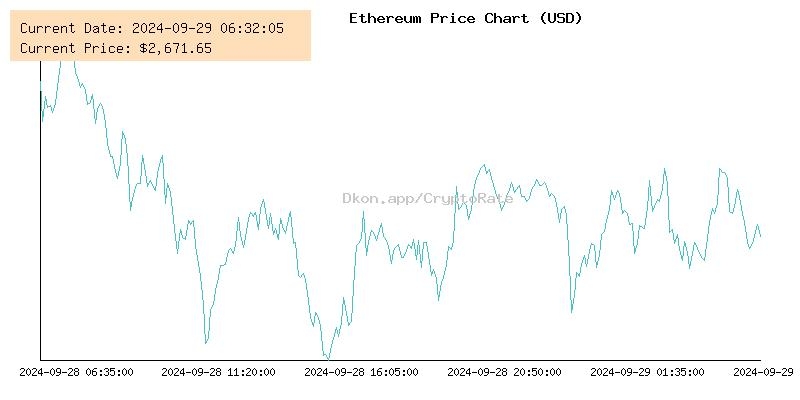 Ethereum Price Chart (USD)
Current Date: 2024-09-29 06:32:05
Current Price: $2,671.65
Dkon.app/CryptoRate
2024-09-28 06:35:00 2024-09-28 11:20:00 2024-09-28 16:05:00 2024-09-28 20:50:00 2024-09-29 01:35:00 2024-09-29